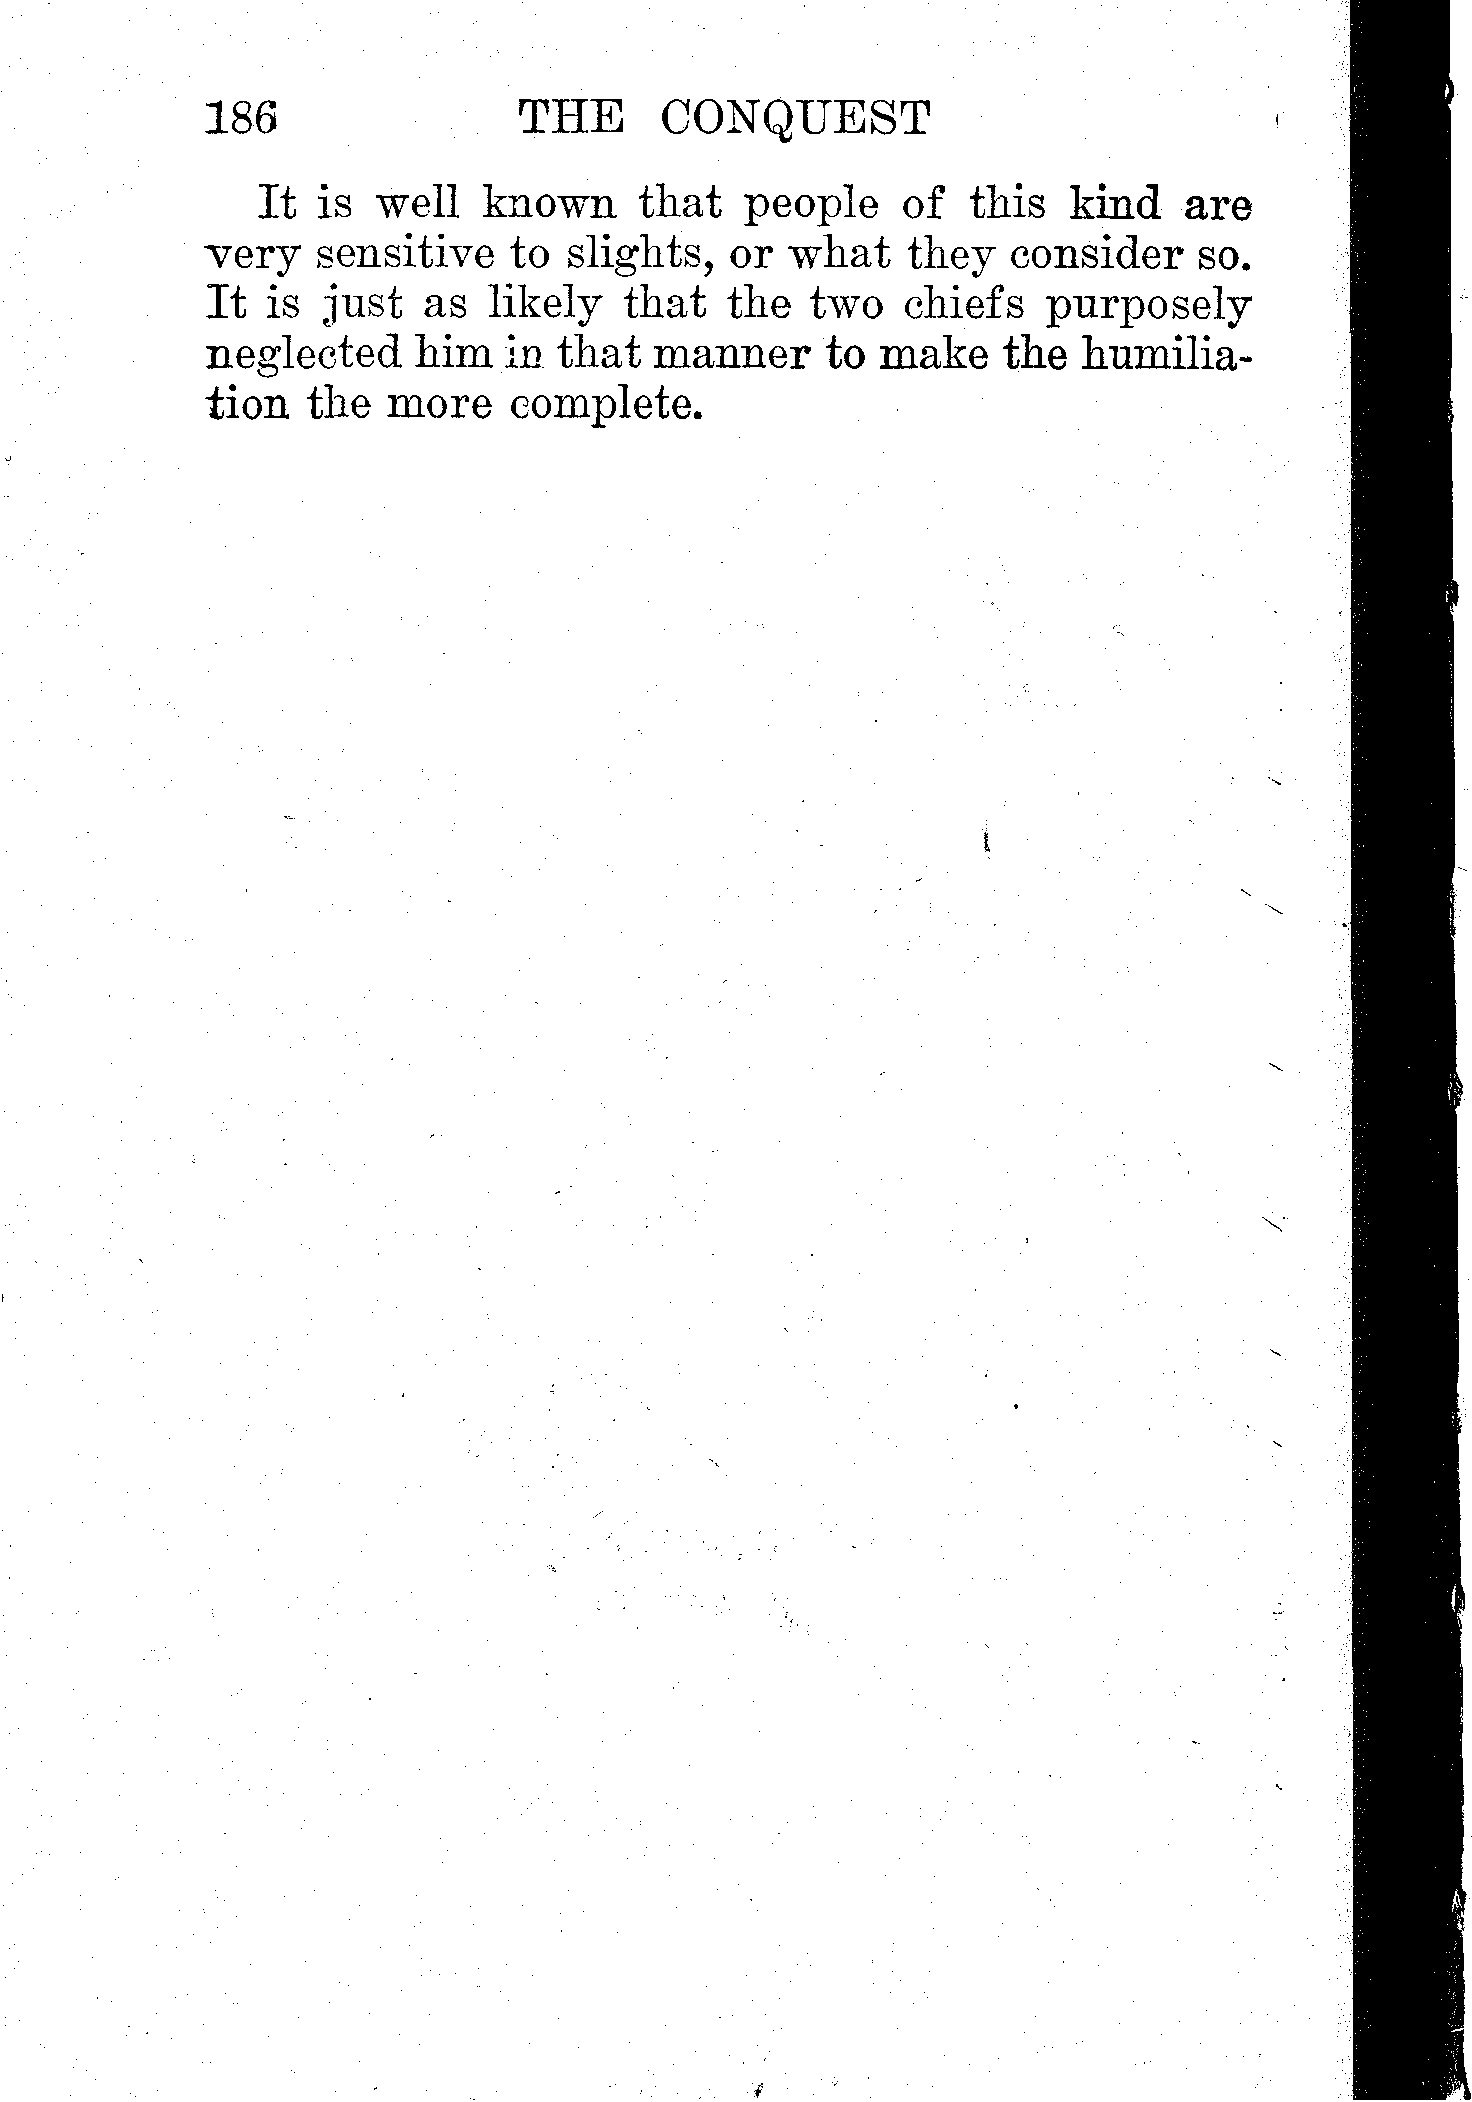 186 THE CONQUEST
It is well known that people of this kind are
very sensitive to slights, or what they consider so.
It is just as likely that the two chiefs purposely
neglected him in that manner to make the humilia-
tion the more complete.